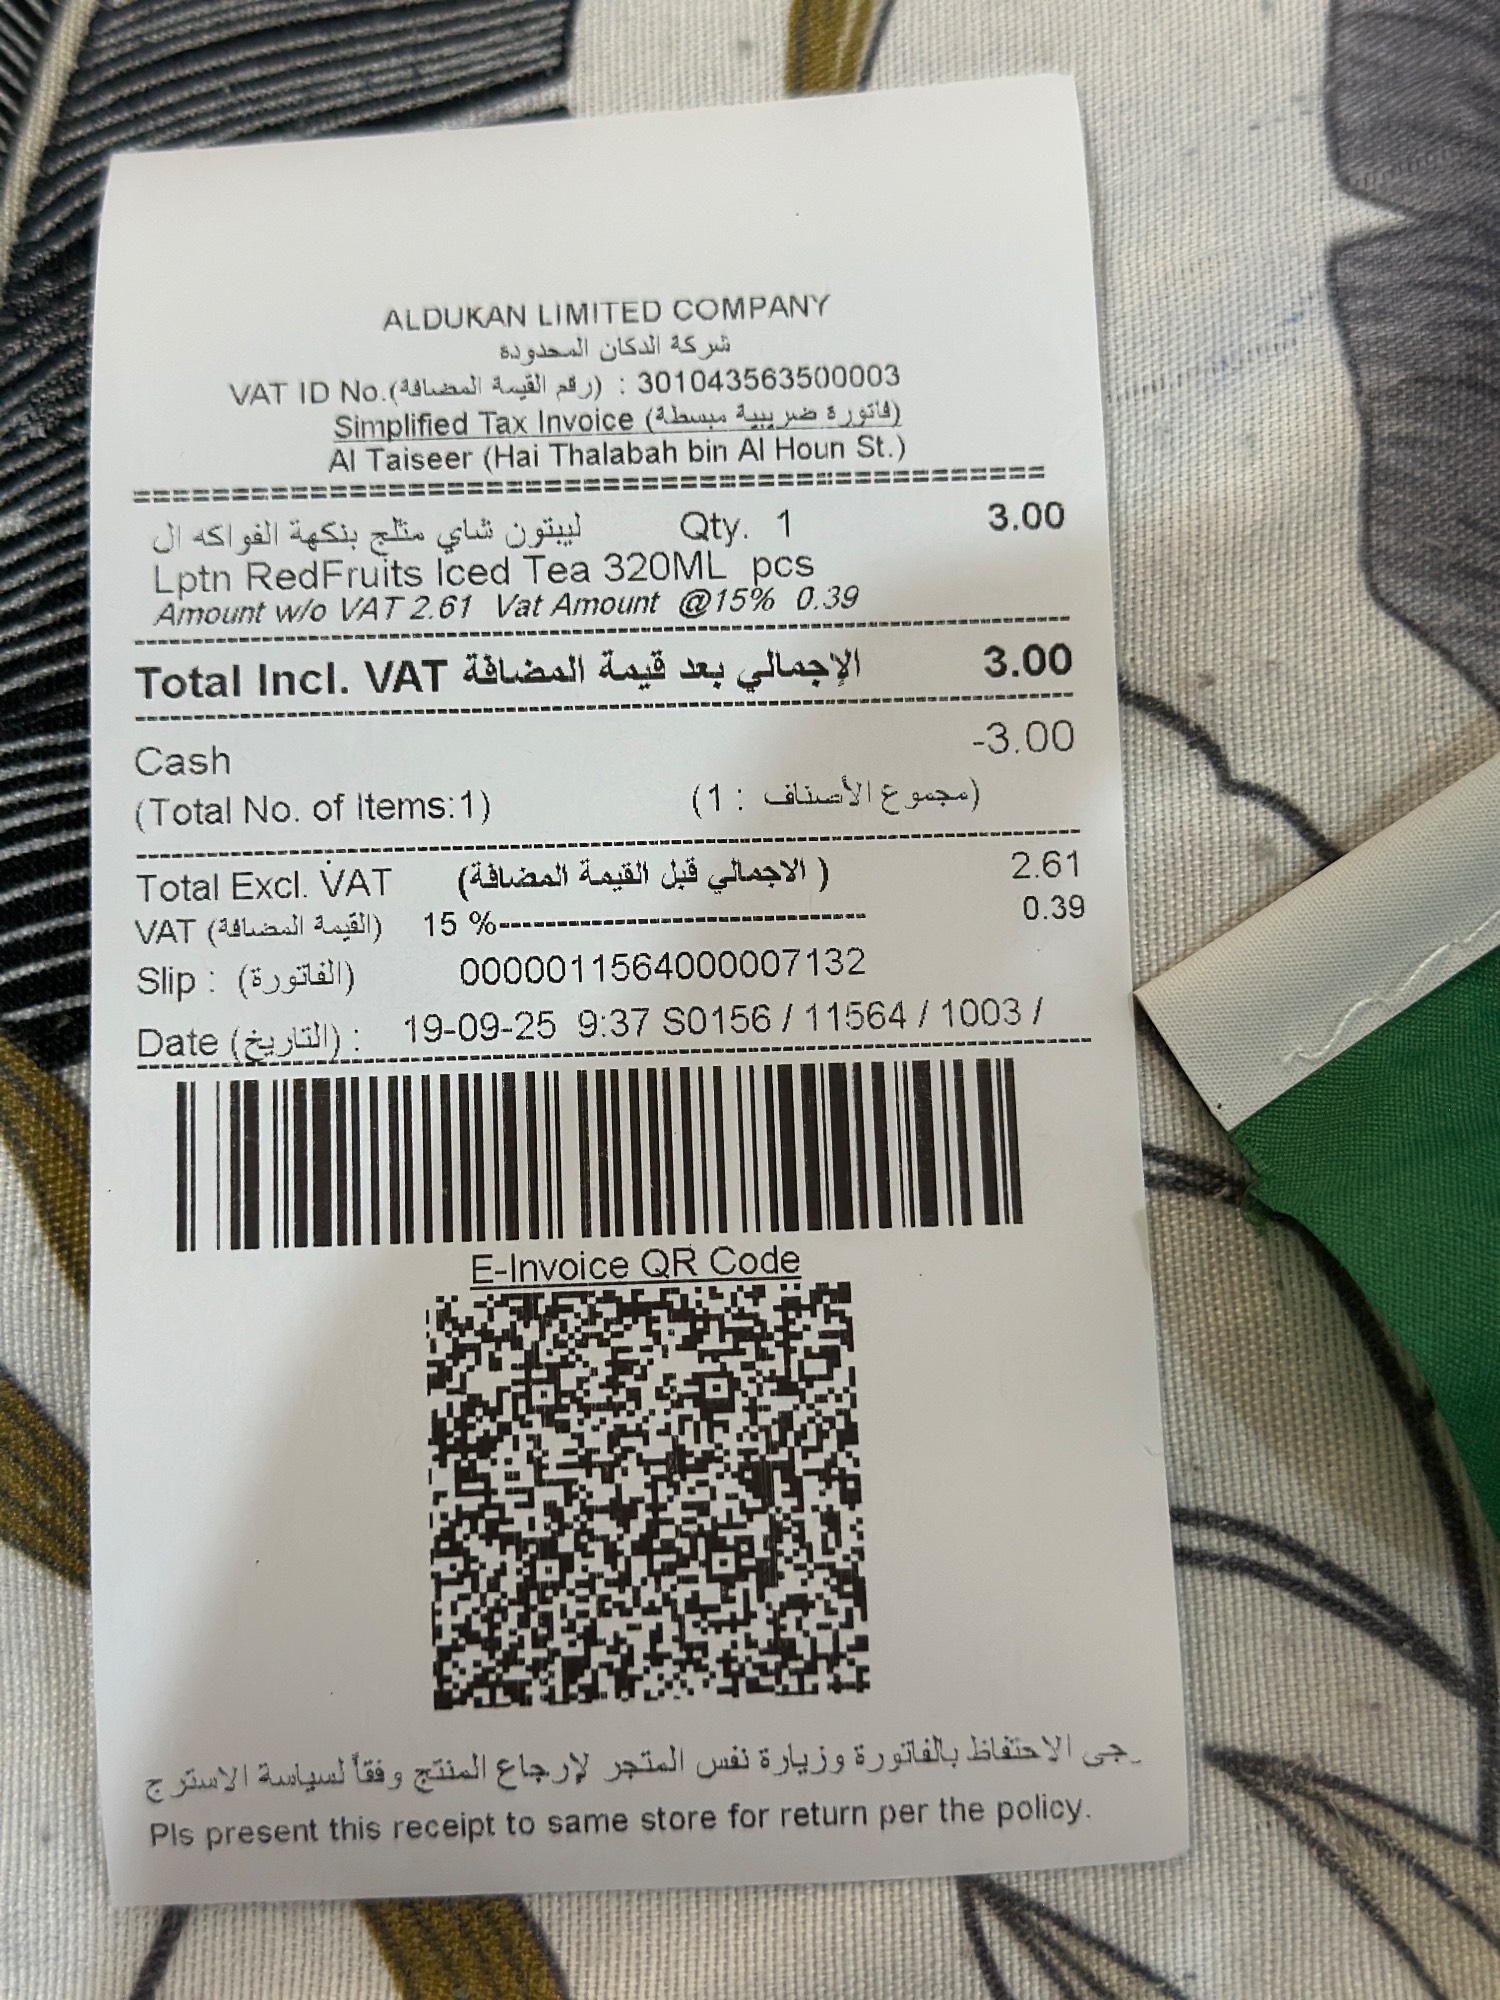 ALDUKAN LIMITED COMPANY
شركة الدكان المحدودة
VAT ID No.(رقم القيمة المضافة) : 301043563500003
Simplified Tax Invoice (فاتورة ضريبية مبسطة)
Al Taiseer (Hai Thalabah bin Al Houn St.)
===========================================================
ليبتون شاي مثلج بنكهة الفواكه ال Qty. 1 3.00
Lptn RedFruits Iced Tea 320ML pcs
Amount w/o VAT 2.61 Vat Amount @15% 0.39
Total Incl. VAT الإجمالي بعد قيمة المضافة 3.00
Cash -3.00
(Total No. of Items:1) (مجموع الأصناف : 1)
Total Excl. VAT (الاجمالي قبل القيمة المضافة ) 2.61
VAT (القيمة المضافة) 15 %------------------------------ 0.39
Slip : (الفاتورة) 0000011564000007132
Date (التاريخ) : 19-09-25 9:37 S0156 / 11564 / 1003 /
E-Invoice QR Code
رجى الاحتفاظ بالفاتورة وزيارة نفس المتجر لإرجاع المنتج وفقاً لسياسة الاسترج
Pls present this receipt to same store for return per the policy.